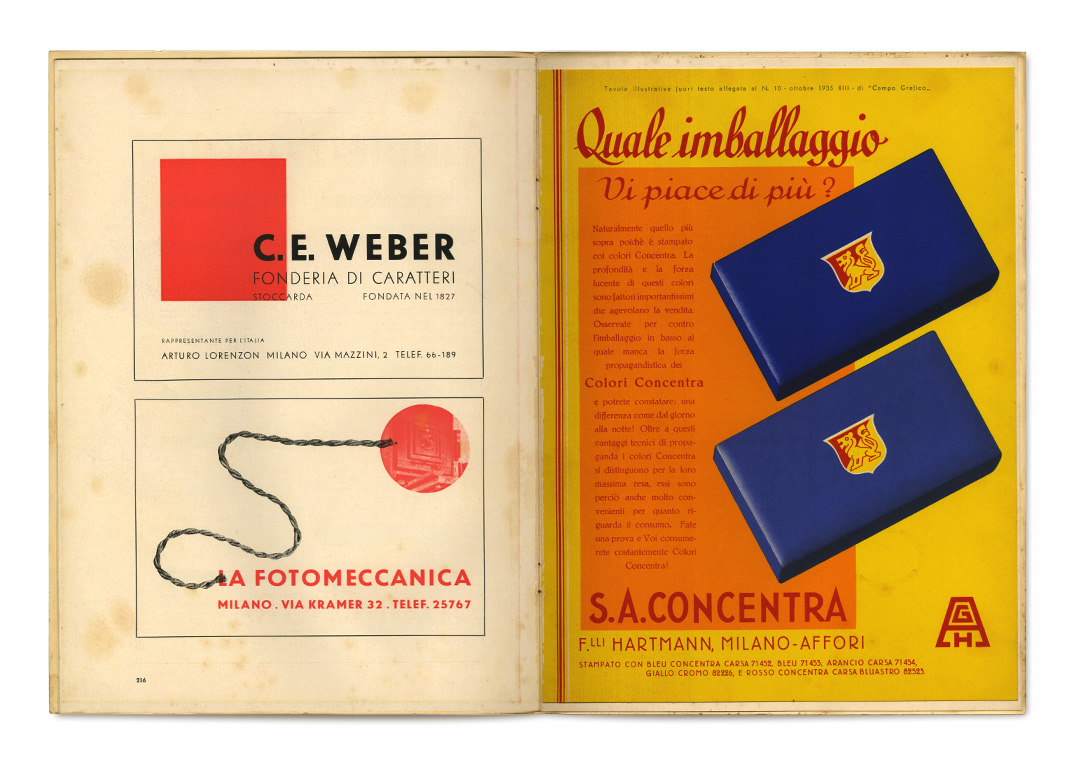 C.E. WEBER
FONDERIA DI CARATTERI
STOCCARDA FONDATA NEL 1827
RAPPRESENTANTE PER L'ITALIA
ARTURO LORENZON MILANO VIA MAZZINI, 2 TELEF. 66-189
LA FOTOMECCANICA
MILANO . VIA KRAMER 32 . TELEF. 25767
216
Tavola illustrativa fuori testo allegata al N. 10 - ottobre 1935 XIII - di "Campo Grafico„
Quale imballaggio
Vi piace di più ?
Naturalmente quello più
sopra poichè è stampato
coi colori Concentra. La
profondità e la forza
lucente di questi colori
sono fattori importantissimi
che agevolano la vendita.
Osservate per contro
l'imballaggio in basso al
quale manca la forza
propagandistica dei
Colori Concentra
e potrete constatare: una
differenza come dal giorno
alla notte! Oltre a questi
vantaggi tecnici di propa-
ganda i colori Concentra
si distinguono per la loro
massima resa, essi sono
perciò anche molto con-
venienti per quanto ri-
guarda il consumo. Fate
una prova e Voi consume-
rete costantemente Colori
Concentra!
S.A. CONCENTRA
F.LLI HARTMANN, MILANO-AFFORI
STAMPATO CON BLEU CONCENTRA CARSA 71452, BLEU 71453, ARANCIO CARSA 71454,
GIALLO CROMO 82226, E ROSSO CONCENTRA CARSA BLUASTRO 82323.
AGH